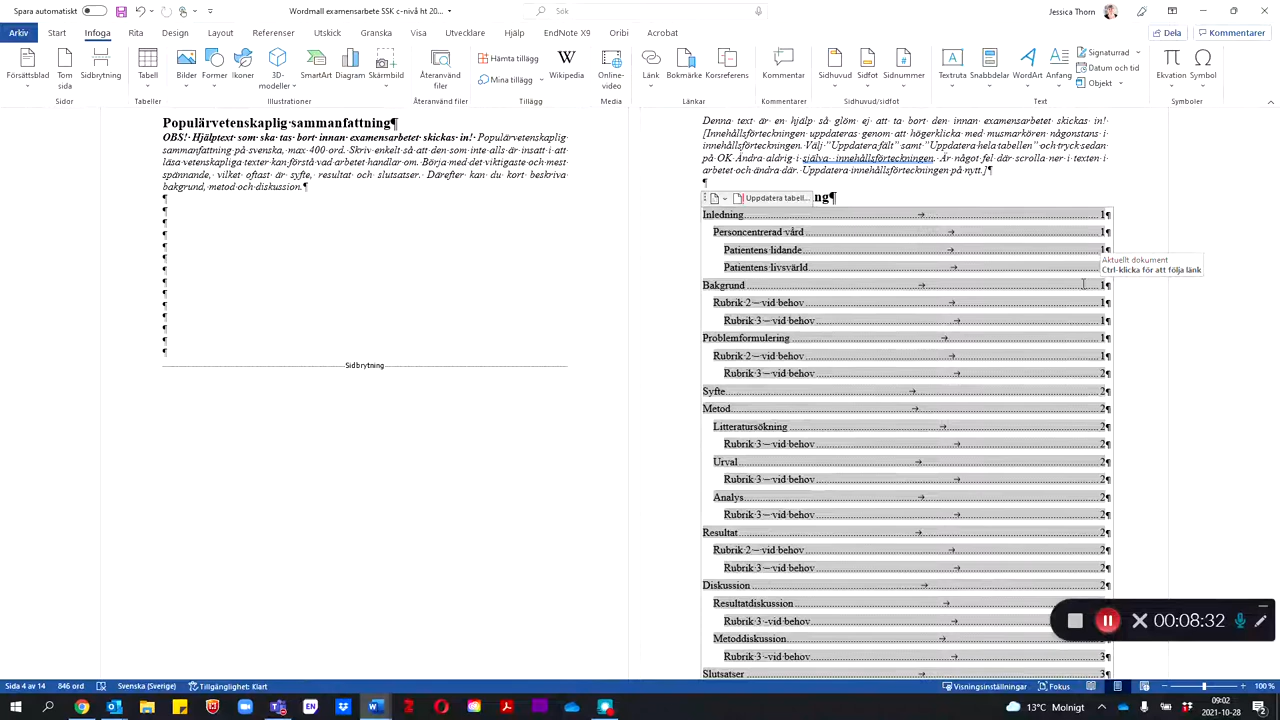 Spara automatiskt
Wordmall examensarbete SSK c-nivå ht 20...
Sök
Jessica Thorn
Arkiv Start Infoga Rita Design Layout Referenser Utskick Granska Visa Utvecklare Hjälp EndNote X9 Oribi Acrobat
Dela Kommentarer
Försättsblad Tom sida Sidbrytning Tabell Bilder Former Ikoner 3D-modeller SmartArt Diagram Skärmbild Återanvänd filer Hämta tillägg Mina tillägg Wikipedia Online-video Länk Bokmärke Korsreferens Kommentar Sidhuvud Sidfot Sidnummer Textruta Snabbdelar WordArt Anfang Signaturrad Datum och tid Objekt Ekvation Symbol
Sidor Tabeller Illustrationer Återanvänd filer Tillägg Media Länkar Kommentarer Sidhuvud/sidfot Text Symboler
Populärvetenskaplig·sammanfattning¶
OBS!· Hjälptext· som· ska· tas· bort· innan· examensarbetet· skickas· in!· Populärvetenskaplig·
sammanfattning· på· svenska,· max· 400· ord.· Skriv· enkelt· så· att· den· som· inte· alls· är· insatt· i· att·
läsa· vetenskapliga· texter· kan· förstå· vad· arbetet· handlar· om.· Börja· med· det· viktigaste· och· mest·
spännande,· vilket· oftast· är· syfte,· resultat· och· slutsatser.· Därefter· kan· du· kort· beskriva·
bakgrund,· metod· och· diskussion.¶
¶
¶
¶
¶
¶
¶
¶
¶
¶
¶
¶
¶
¶
¶
Sidbrytning
Denna· text· är· en· hjälp· så· glöm· ej· att· ta· bort· den· innan· examensarbetet· skickas· in!·
[Innehållsförteckningen· uppdateras· genom· att· högerklicka· med· musmarkören· någonstans· i·
innehållsförteckningen.· Välj· "Uppdatera· fält"· samt· "Uppdatera· hela· tabellen"· och· tryck· sedan·
på· OK.· Ändra· aldrig· i· själva· innehållsförteckningen.· Är· något· fel· där· scrolla· ner· i· texten· i·
arbetet· och· ändra· där.· Uppdatera· innehållsförteckningen· på· nytt.]¶
¶
Uppdatera tabell... ng¶
Inledning → 1¶
Personcentrerad· vård → 1¶
Patientens· lidande → 1¶
Patientens· livsvärld → 1¶
Aktuellt dokument
Ctrl-klicka för att följa länk
Bakgrund → 1¶
Rubrik· 2· –· vid· behov → 1¶
Rubrik· 3· –· vid· behov → 1¶
Problemformulering → 1¶
Rubrik· 2· –· vid· behov → 1¶
Rubrik· 3· –· vid· behov → 2¶
Syfte → 2¶
Metod → 2¶
Litteratursökning → 2¶
Rubrik· 3· –· vid· behov → 2¶
Urval → 2¶
Rubrik· 3· –· vid· behov → 2¶
Analys → 2¶
Rubrik· 3· –· vid· behov → 2¶
Resultat → 2¶
Rubrik· 2· –· vid· behov → 2¶
Rubrik· 3· –· vid· behov → 2¶
Diskussion → 2¶
Resultatdiskussion →
Rubrik· 3· -vid· behov →
Metoddiskussion →
Rubrik· 3· -vid· behov → 3¶
Slutsatser → 3¶
00:08:32
Sida 4 av 14 846 ord Svenska (Sverige) Tillgänglighet: Klart
Visningsinställningar Fokus 100 %
13°C Molnigt
09:02
2021-10-28